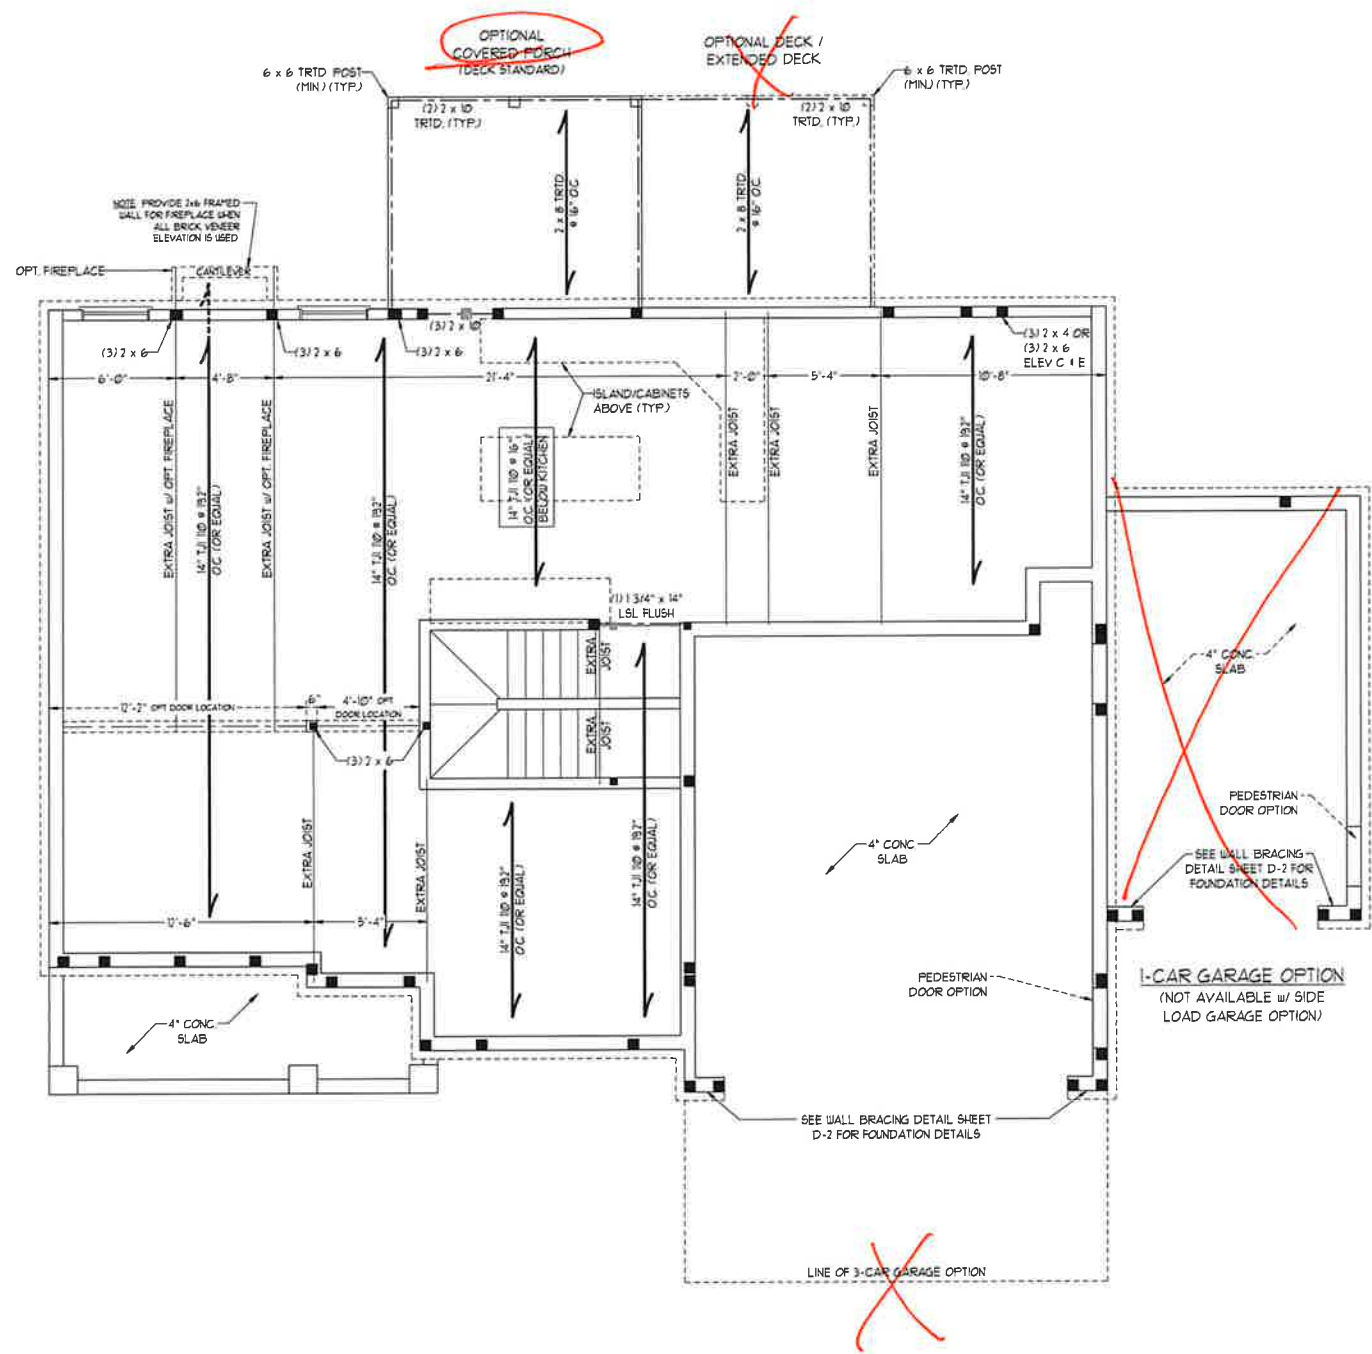 OPTIONAL
COVERED PORCH
(DECK STANDARD)
OPTIONAL DECK /
EXTENDED DECK
6 x 6 TRTD POST
(MIN.) (TYP.)
6 x 6 TRTD. POST
(MIN.) (TYP.)
(2) 2 x 10
TRTD. (TYP.)
(2) 2 x 10
TRTD. (TYP.)
2 x 8 TRTD.
@ 16" O.C.
2 x 8 TRTD.
@ 16" O.C.
NOTE: PROVIDE 2x6 FRAMED
WALL FOR FIREPLACE WHEN
ALL BRICK VENEER
ELEVATION IS USED
OPT. FIREPLACE
CANTILEVER
(3) 2 x 6
(3) 2 x 6
(3) 2 x 6
(3) 2 x 10
(3) 2 x 4 OR
(3) 2 x 6
ELEV C & E
6'-0"
4'-8"
21'-4"
2'-0"
5'-4"
10'-8"
ISLAND/CABINETS
ABOVE (TYP.)
EXTRA JOIST w/ OPT. FIREPLACE
14" TJI 110 @ 19.2"
O.C. (OR EQUAL)
EXTRA JOIST w/ OPT. FIREPLACE
14" TJI 110 @ 19.2"
O.C. (OR EQUAL)
14" TJI 110 @ 16"
O.C. (OR EQUAL)
BELOW KITCHEN
EXTRA JOIST
EXTRA JOIST
EXTRA JOIST
14" TJI 110 @ 19.2"
O.C. (OR EQUAL)
(1) 1 3/4" x 14"
LSL FLUSH
EXTRA
JOIST
EXTRA
JOIST
4" CONC.
SLAB
12'-2" OPT DOOR LOCATION
6"
4'-10" OPT
DOOR LOCATION
(3) 2 x 6
PEDESTRIAN
DOOR OPTION
EXTRA JOIST
EXTRA JOIST
14" TJI 110 @ 19.2"
O.C. (OR EQUAL)
14" TJI 110 @ 19.2"
O.C. (OR EQUAL)
4" CONC
SLAB
SEE WALL BRACING
DETAIL SHEET D-2 FOR
FOUNDATION DETAILS
12'-6"
5'-4"
PEDESTRIAN
DOOR OPTION
1-CAR GARAGE OPTION
(NOT AVAILABLE w/ SIDE
LOAD GARAGE OPTION)
4" CONC.
SLAB
SEE WALL BRACING DETAIL SHEET
D-2 FOR FOUNDATION DETAILS
LINE OF 3-CAR GARAGE OPTION